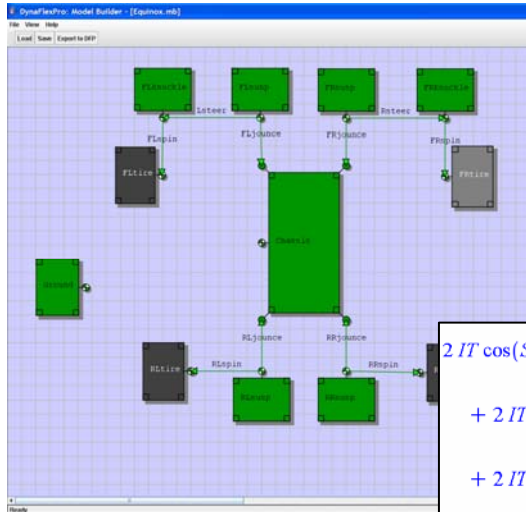 DynaFlexPro: Model Builder - [Equinox.mb]
File View Help
Load Save Export to DFP
FLknuckle FLsusp FRsusp FRknuckle
Lsteer Rsteer
FLspin FLjounce FRjounce FRspin
FLtire FRtire
Chassis
Ground
RLjounce RRjounce
RLtire RLspin RRspin
RLsusp RRsusp
2 IT cos(S
+ 2 IT
+ 2 IT
Ready